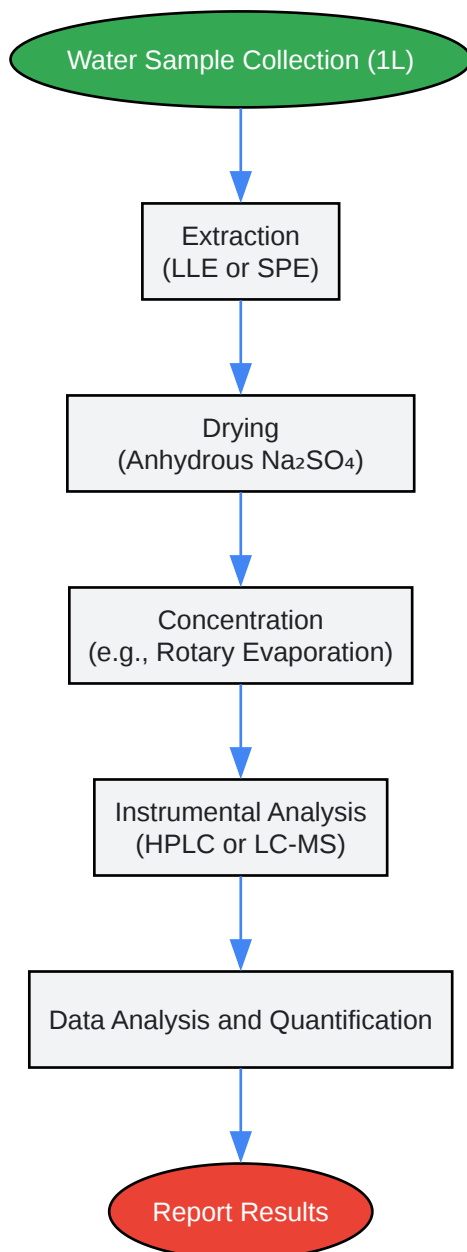 Water Sample Collection (1L)
Extraction
(LLE or SPE)
Drying
(Anhydrous Na₂SO₄)
Concentration
(e.g., Rotary Evaporation)
Instrumental Analysis
(HPLC or LC-MS)
Data Analysis and Quantification
Report Results